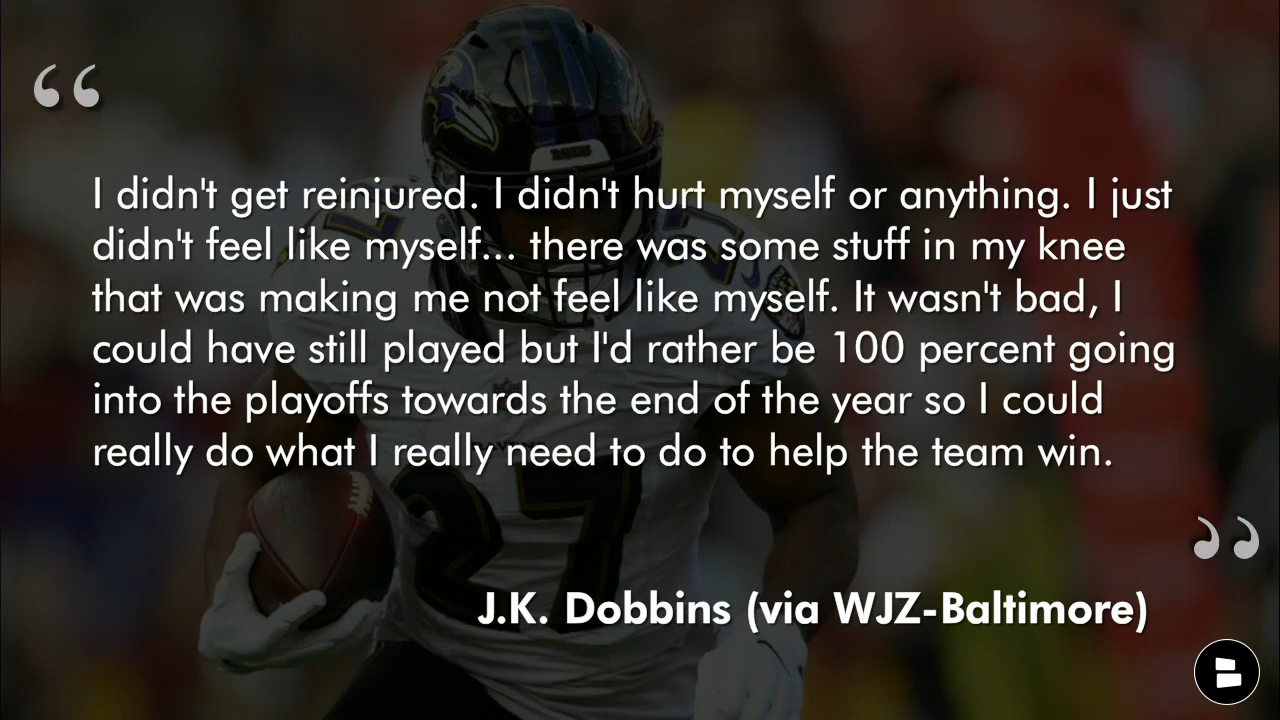 “
I didn't get reinjured. I didn't hurt myself or anything. I just
didn't feel like myself... there was some stuff in my knee
that was making me not feel like myself. It wasn't bad, I
could have still played but I'd rather be 100 percent going
into the playoffs towards the end of the year so I could
really do what I really need to do to help the team win.
”
J.K. Dobbins (via WJZ-Baltimore)
27